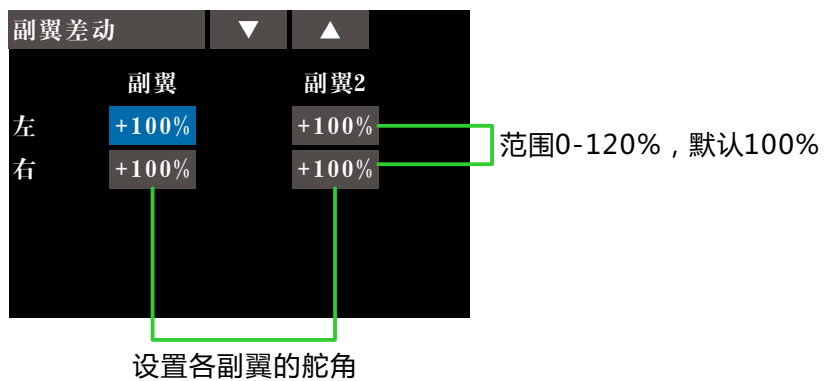 副翼差动 ▼ ▲
副翼 副翼2
左 +100% +100%
右 +100% +100%
范围0-120%，默认100%
设置各副翼的舵角